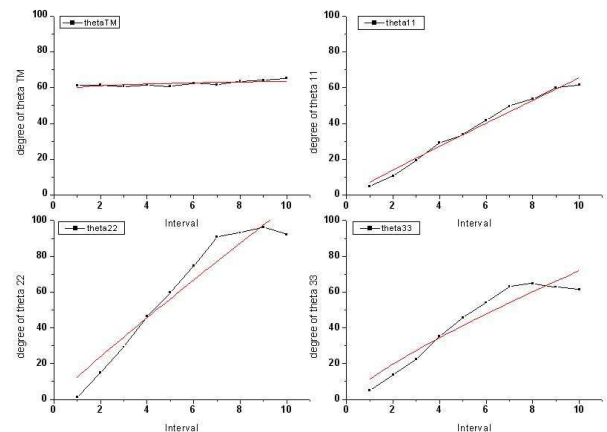 thetaTM
100
80
60
40
20
0
degree of theta TM
0 2 4 6 8 10
Interval
theta11
100
80
60
40
20
0
degree of theta 11
0 2 4 6 8 10
Interval
theta22
100
80
60
40
20
0
degree of theta 22
0 2 4 6 8 10
Interval
theta33
100
80
60
40
20
0
degree of theta 33
0 2 4 6 8 10
Interval